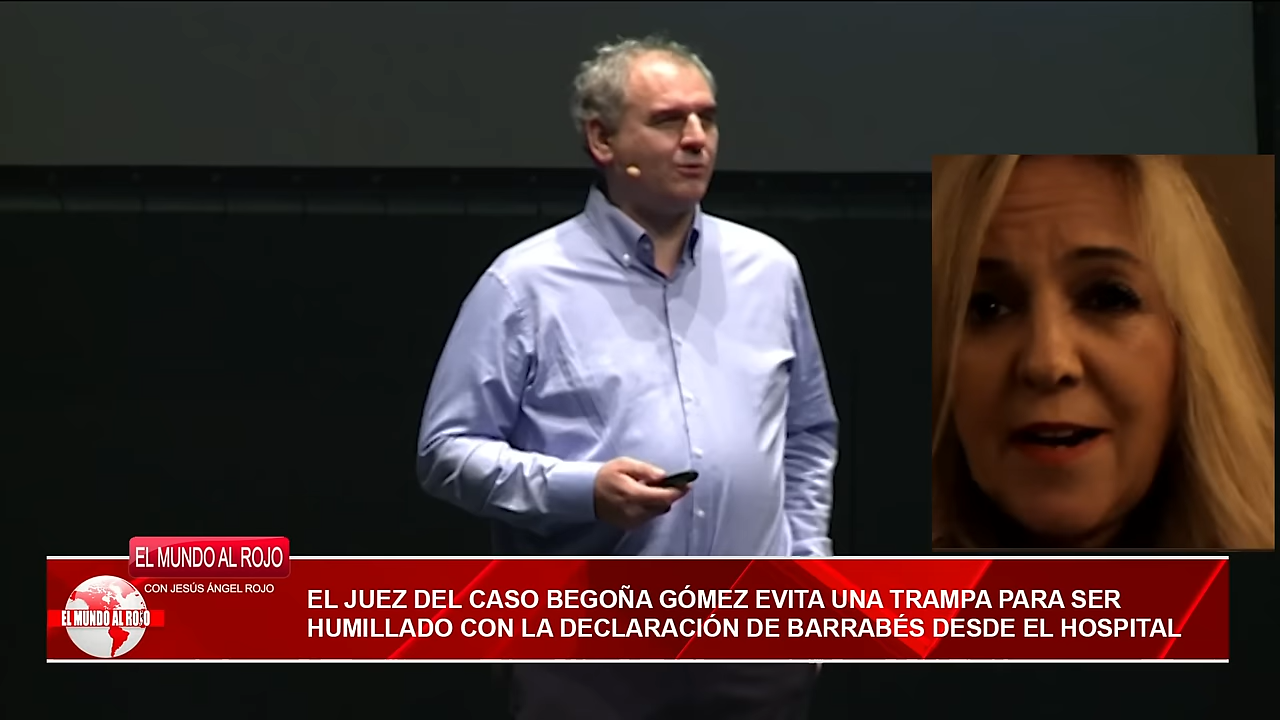 EL MUNDO AL ROJO
CON JESÚS ÁNGEL ROJO
EL MUNDO AL ROJO
EL JUEZ DEL CASO BEGOÑA GÓMEZ EVITA UNA TRAMPA PARA SER
HUMILLADO CON LA DECLARACIÓN DE BARRABÉS DESDE EL HOSPITAL